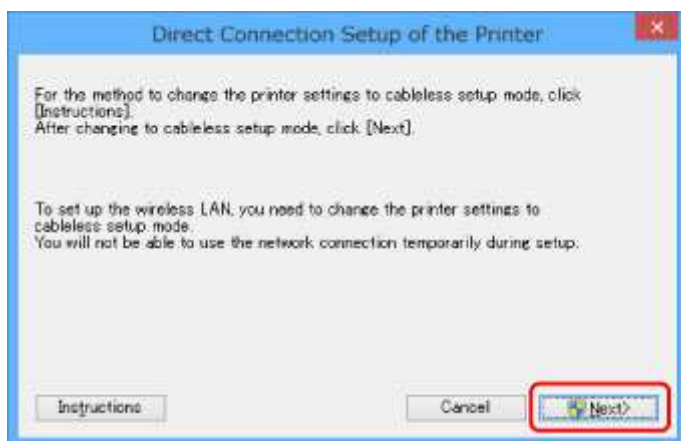 Direct Connection Setup of the Printer
For the method to change the printer settings to cableless setup mode, click
[Instructions].
After changing to cableless setup mode, click [Next].
To set up the wireless LAN, you need to change the printer settings to
cableless setup mode.
You will not be able to use the network connection temporarily during setup.
Instructions
Cancel
Next>